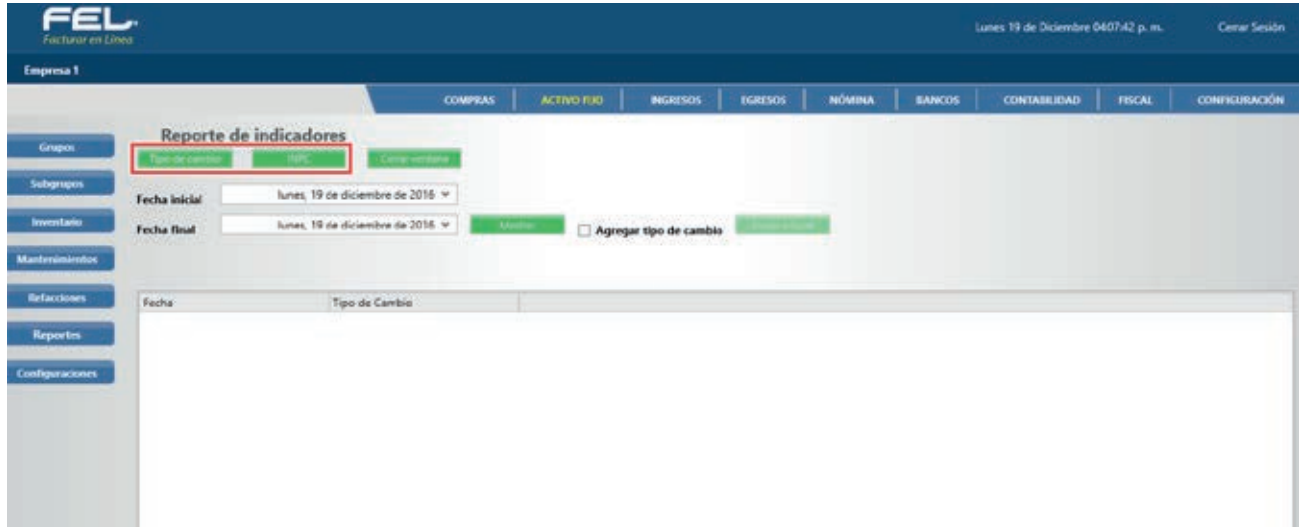 FEL
Facturar en Línea
Lunes 19 de Diciembre 04:07:42 p. m.
Cerrar Sesión
Empresa 1
COMPRAS
ACTIVO FIJO
INGRESOS
EGRESOS
NÓMINA
BANCOS
CONTABILIDAD
FISCAL
CONFIGURACIÓN
Grupos
Subgrupos
Inventario
Mantenimientos
Refacciones
Reportes
Configuraciones
Reporte de indicadores
Tipo de cambio
INPC
Cerrar ventana
Fecha inicial
lunes, 19 de diciembre de 2016
Fecha final
lunes, 19 de diciembre de 2016
Mostrar
Agregar tipo de cambio
Fecha
Tipo de Cambio